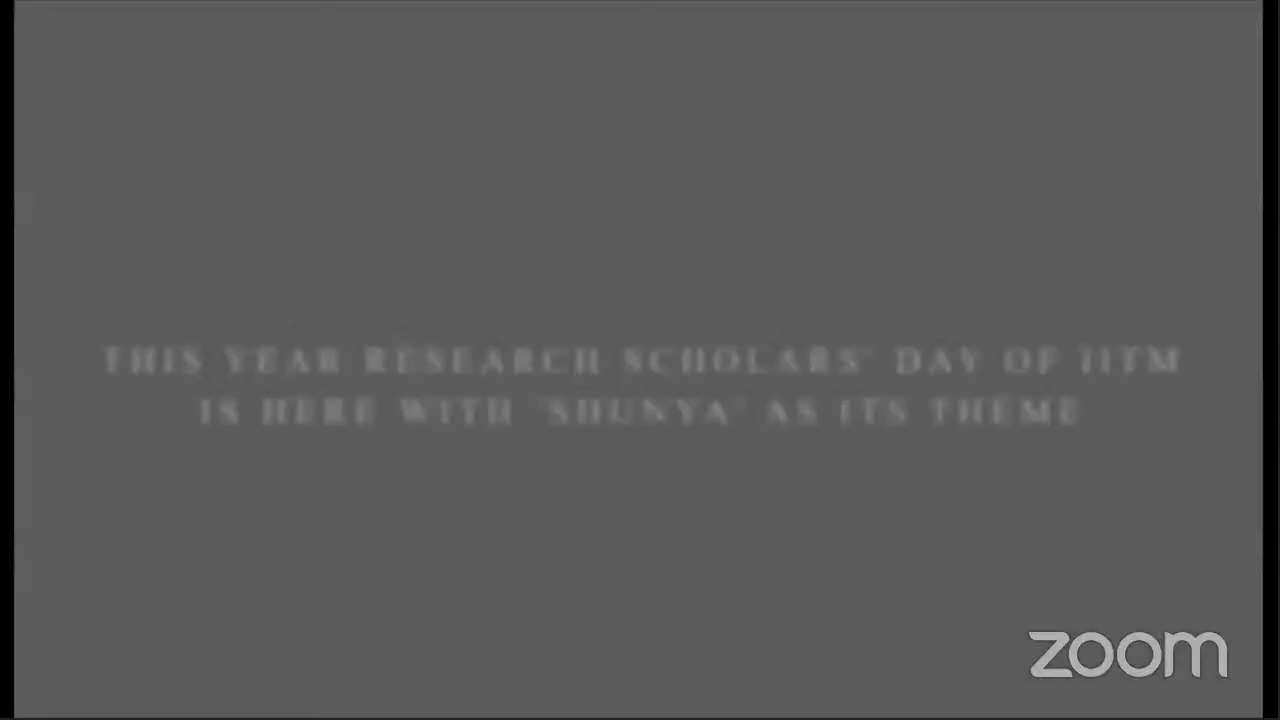 THIS YEAR RESEARCH SCHOLARS' DAY OF IITM
IS HERE WITH 'SHUNYA' AS ITS THEME
zoom